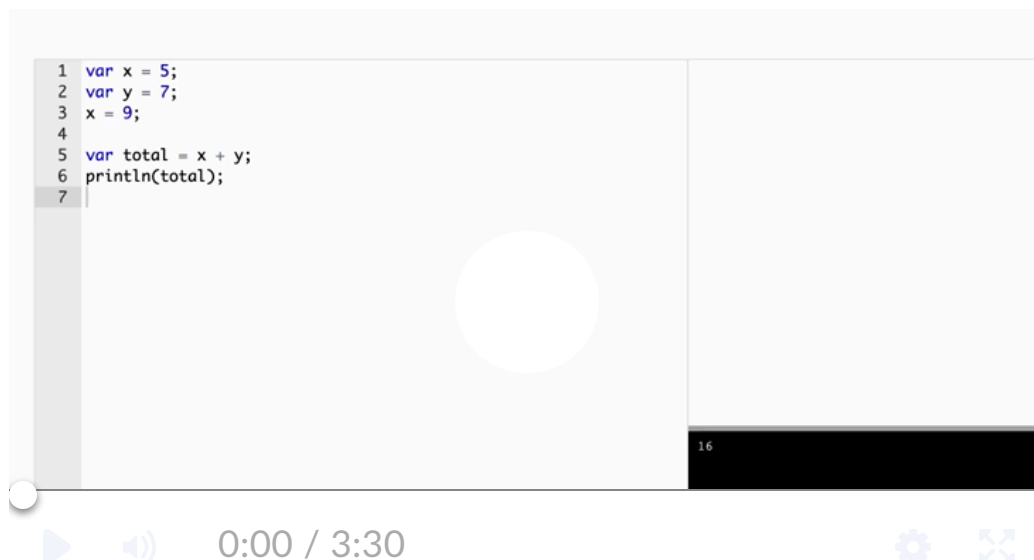 1 var x = 5;
2 var y = 7;
3 x = 9;
4
5 var total = x + y;
6 println(total);
7
16
0:00 / 3:30